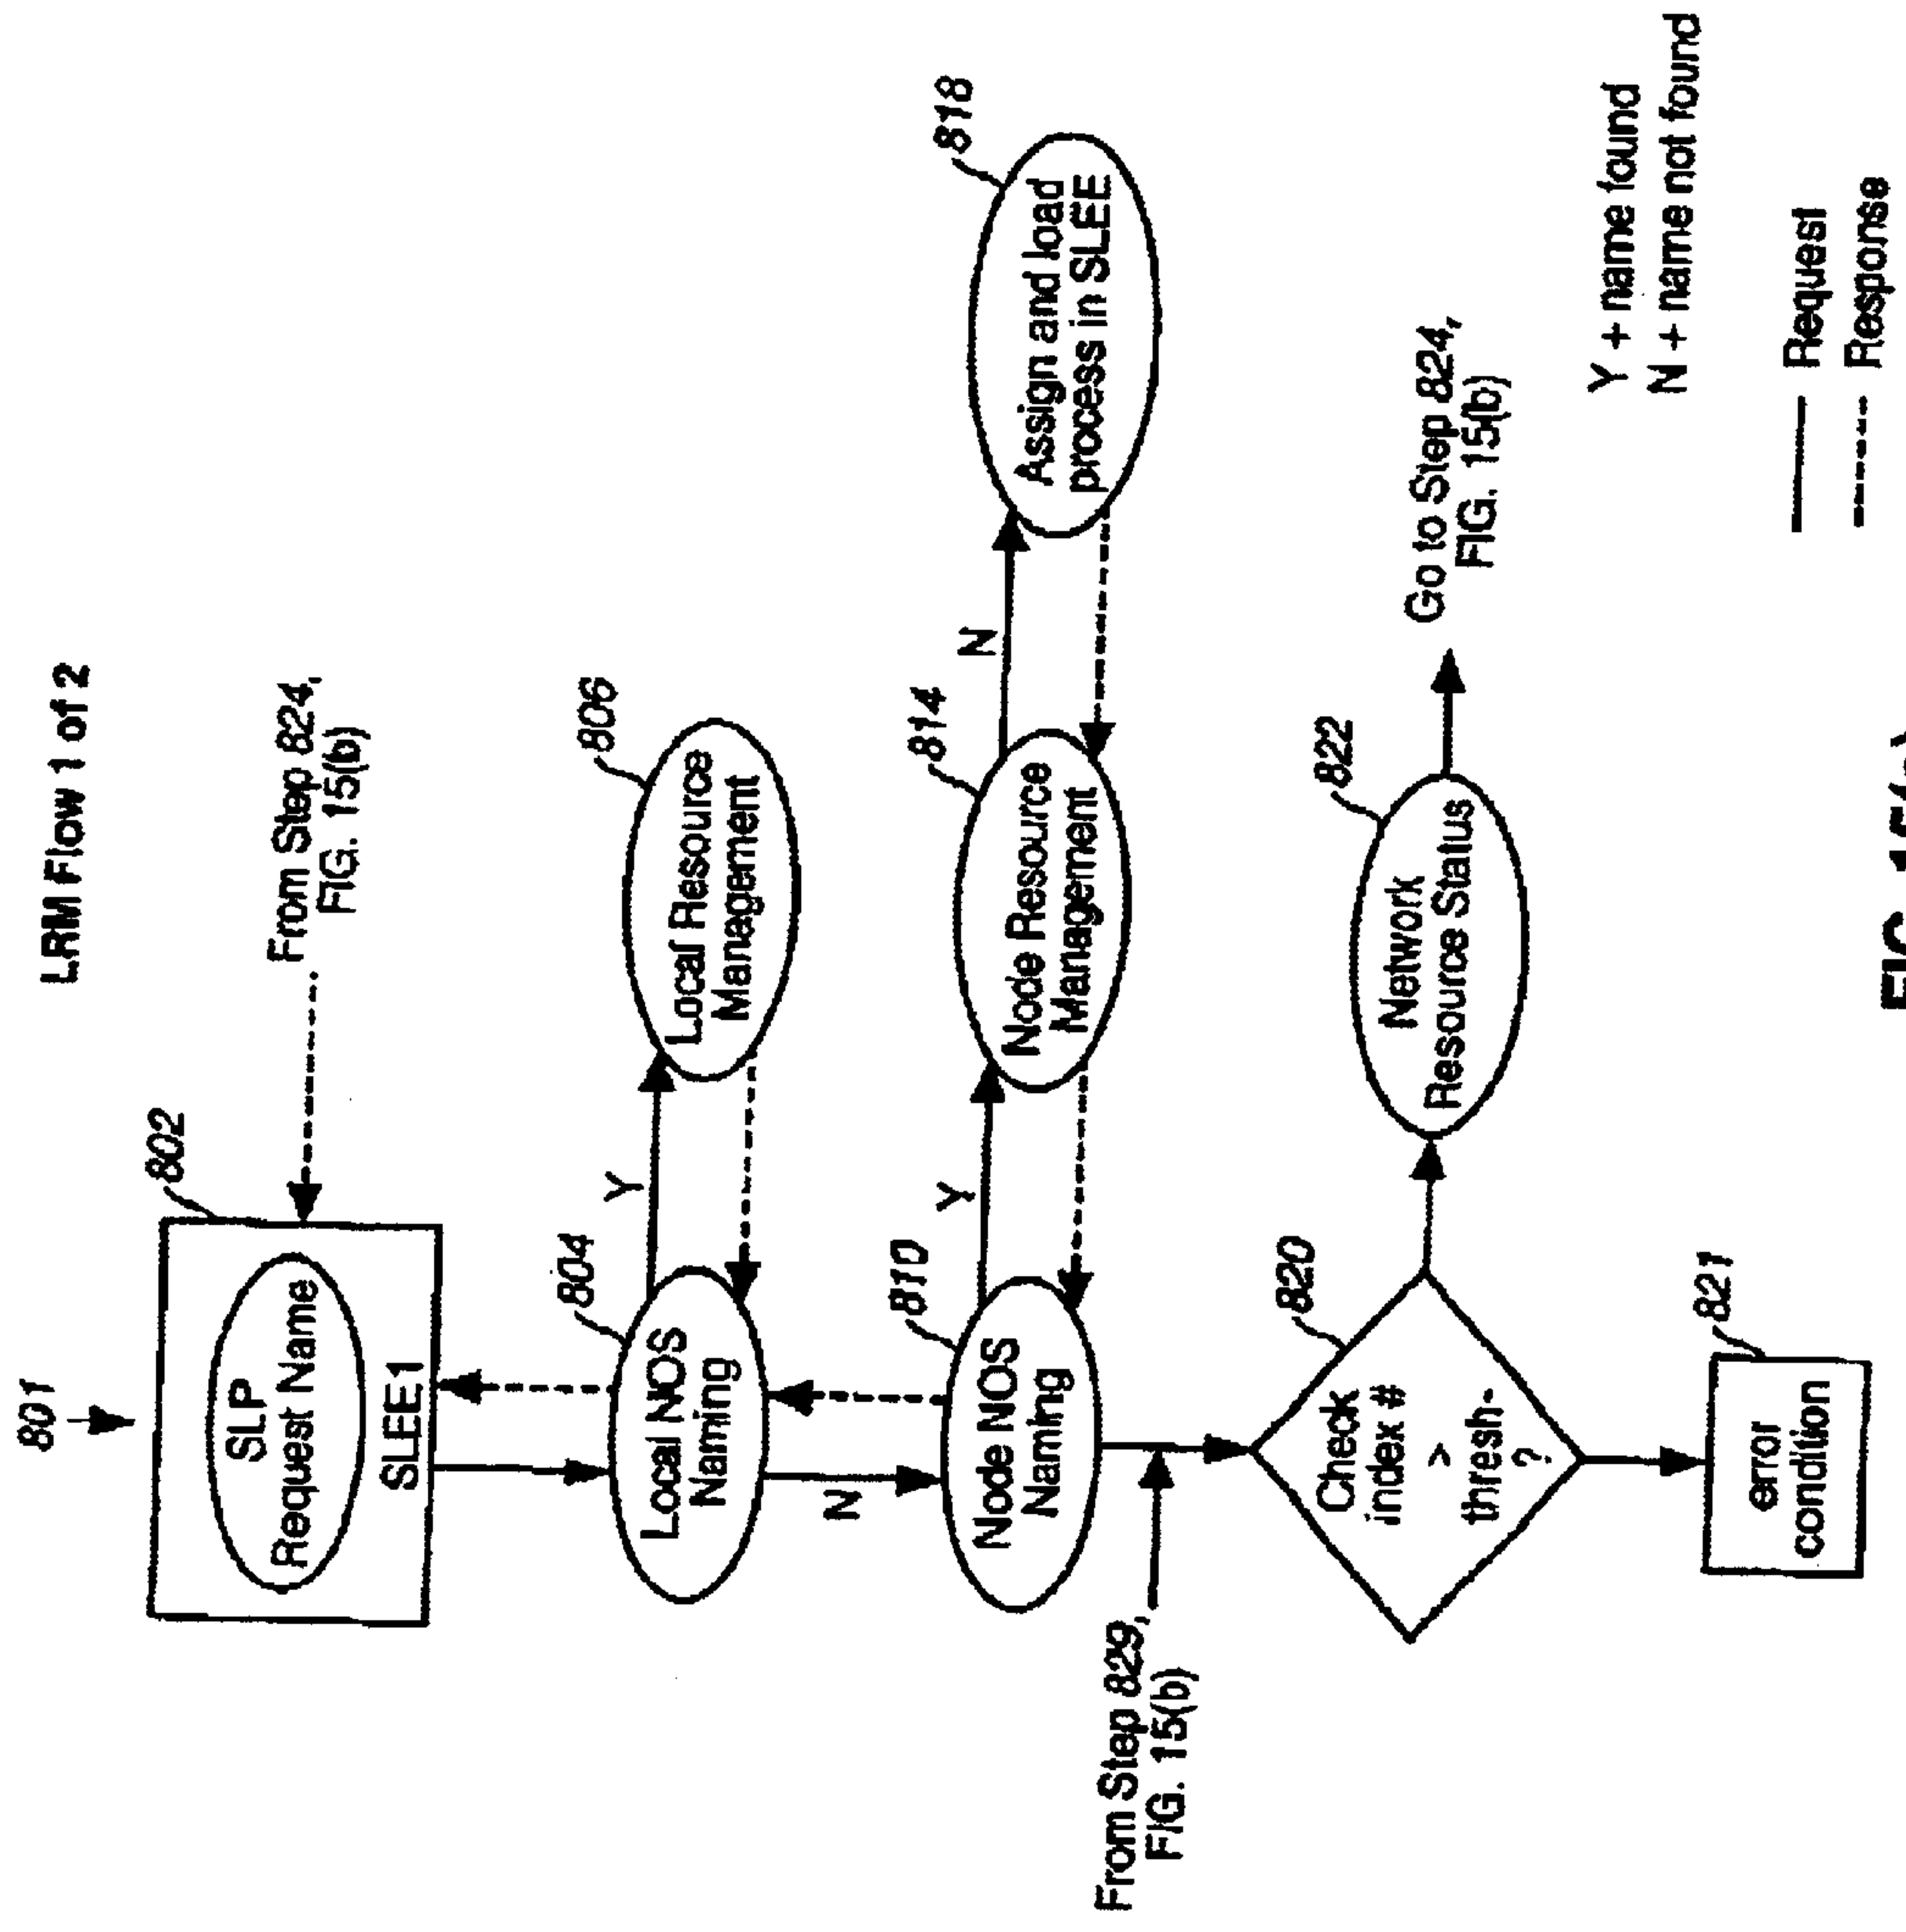 LRM Flow 1 of 2
801
802
SLP
Request Name
SLEE1
From Step 824,
FIG. 15(b)
804
Local NOS
Naming
Y
806
Local Resource
Management
N
810
Node NOS
Naming
Y
814
Node Resource
Management
N
818
Assign and load
process in SLEE
From Step 829,
FIG. 15(b)
820
Check
index #
>
thresh-
?
822
Network
Resource Status
Go to Step 824,
FIG. 15(b)
821
error
condition
Y + name found
N + name not found
Request
Response